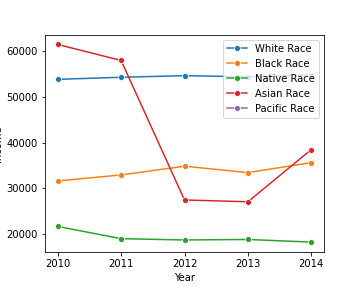 White Race
Black Race
Native Race
Asian Race
Pacific Race
60000
50000
40000
30000
20000
2010 2011 2012 2013 2014
Year